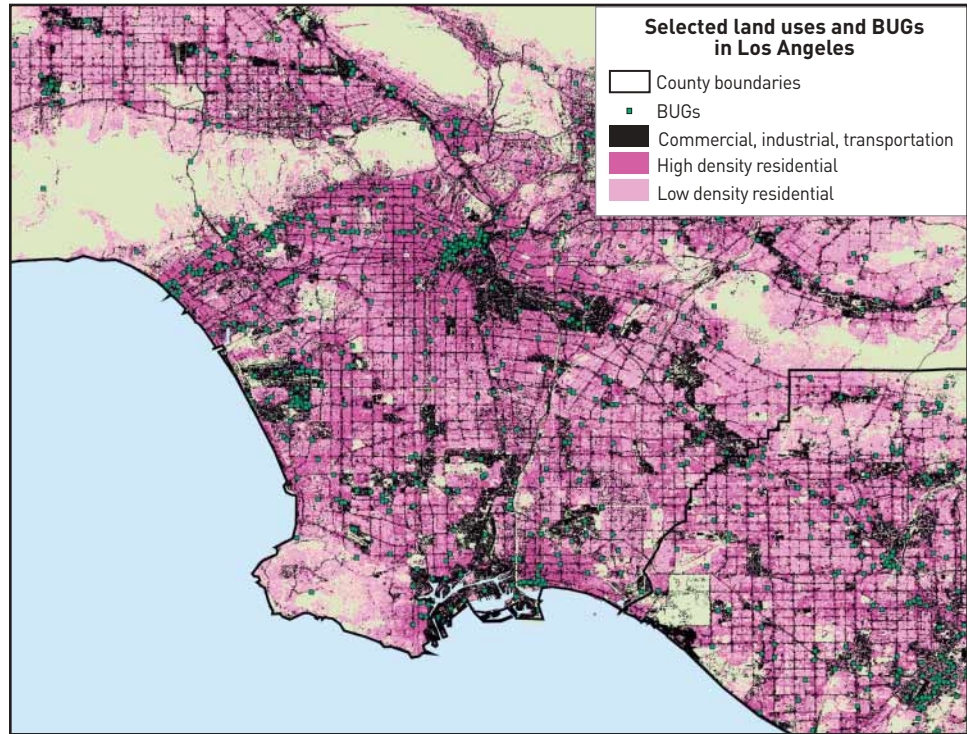 Selected land uses and BUGs
in Los Angeles
County boundaries
BUGs
Commercial, industrial, transportation
High density residential
Low density residential